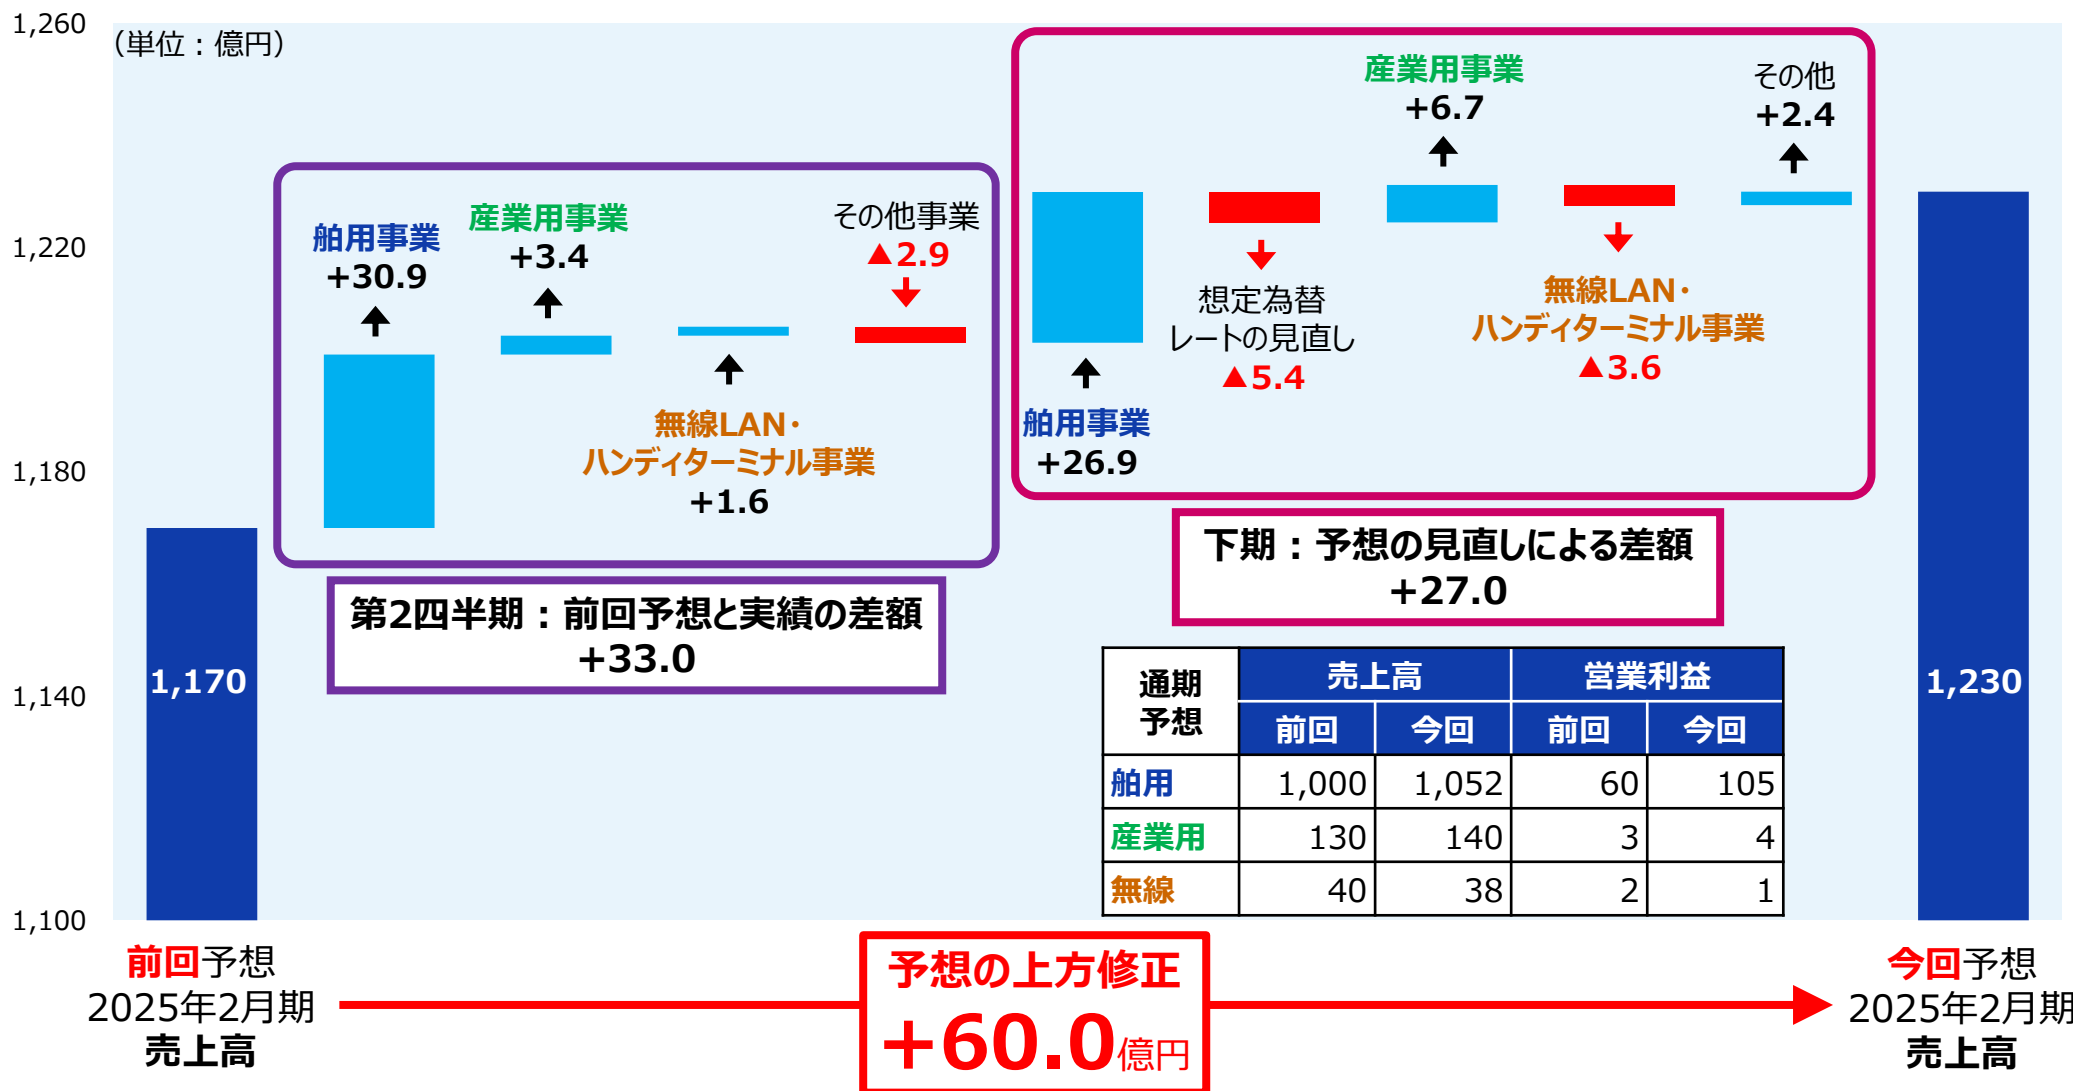 (単位：億円)
1,260
1,220
1,180
1,140
1,100
1,170
舶用事業
+30.9
産業用事業
+3.4
無線LAN・
ハンディターミナル事業
+1.6
その他事業
▲2.9
第2四半期：前回予想と実績の差額
+33.0
舶用事業
+26.9
想定為替
レートの見直し
▲5.4
産業用事業
+6.7
無線LAN・
ハンディターミナル事業
▲3.6
その他
+2.4
下期：予想の見直しによる差額
+27.0
1,230
通期 売上高 営業利益
予想 前回 今回 前回 今回
舶用 1,000 1,052 60 105
産業用 130 140 3 4
無線 40 38 2 1
前回予想
2025年2月期
売上高
予想の上方修正
+60.0億円
今回予想
2025年2月期
売上高